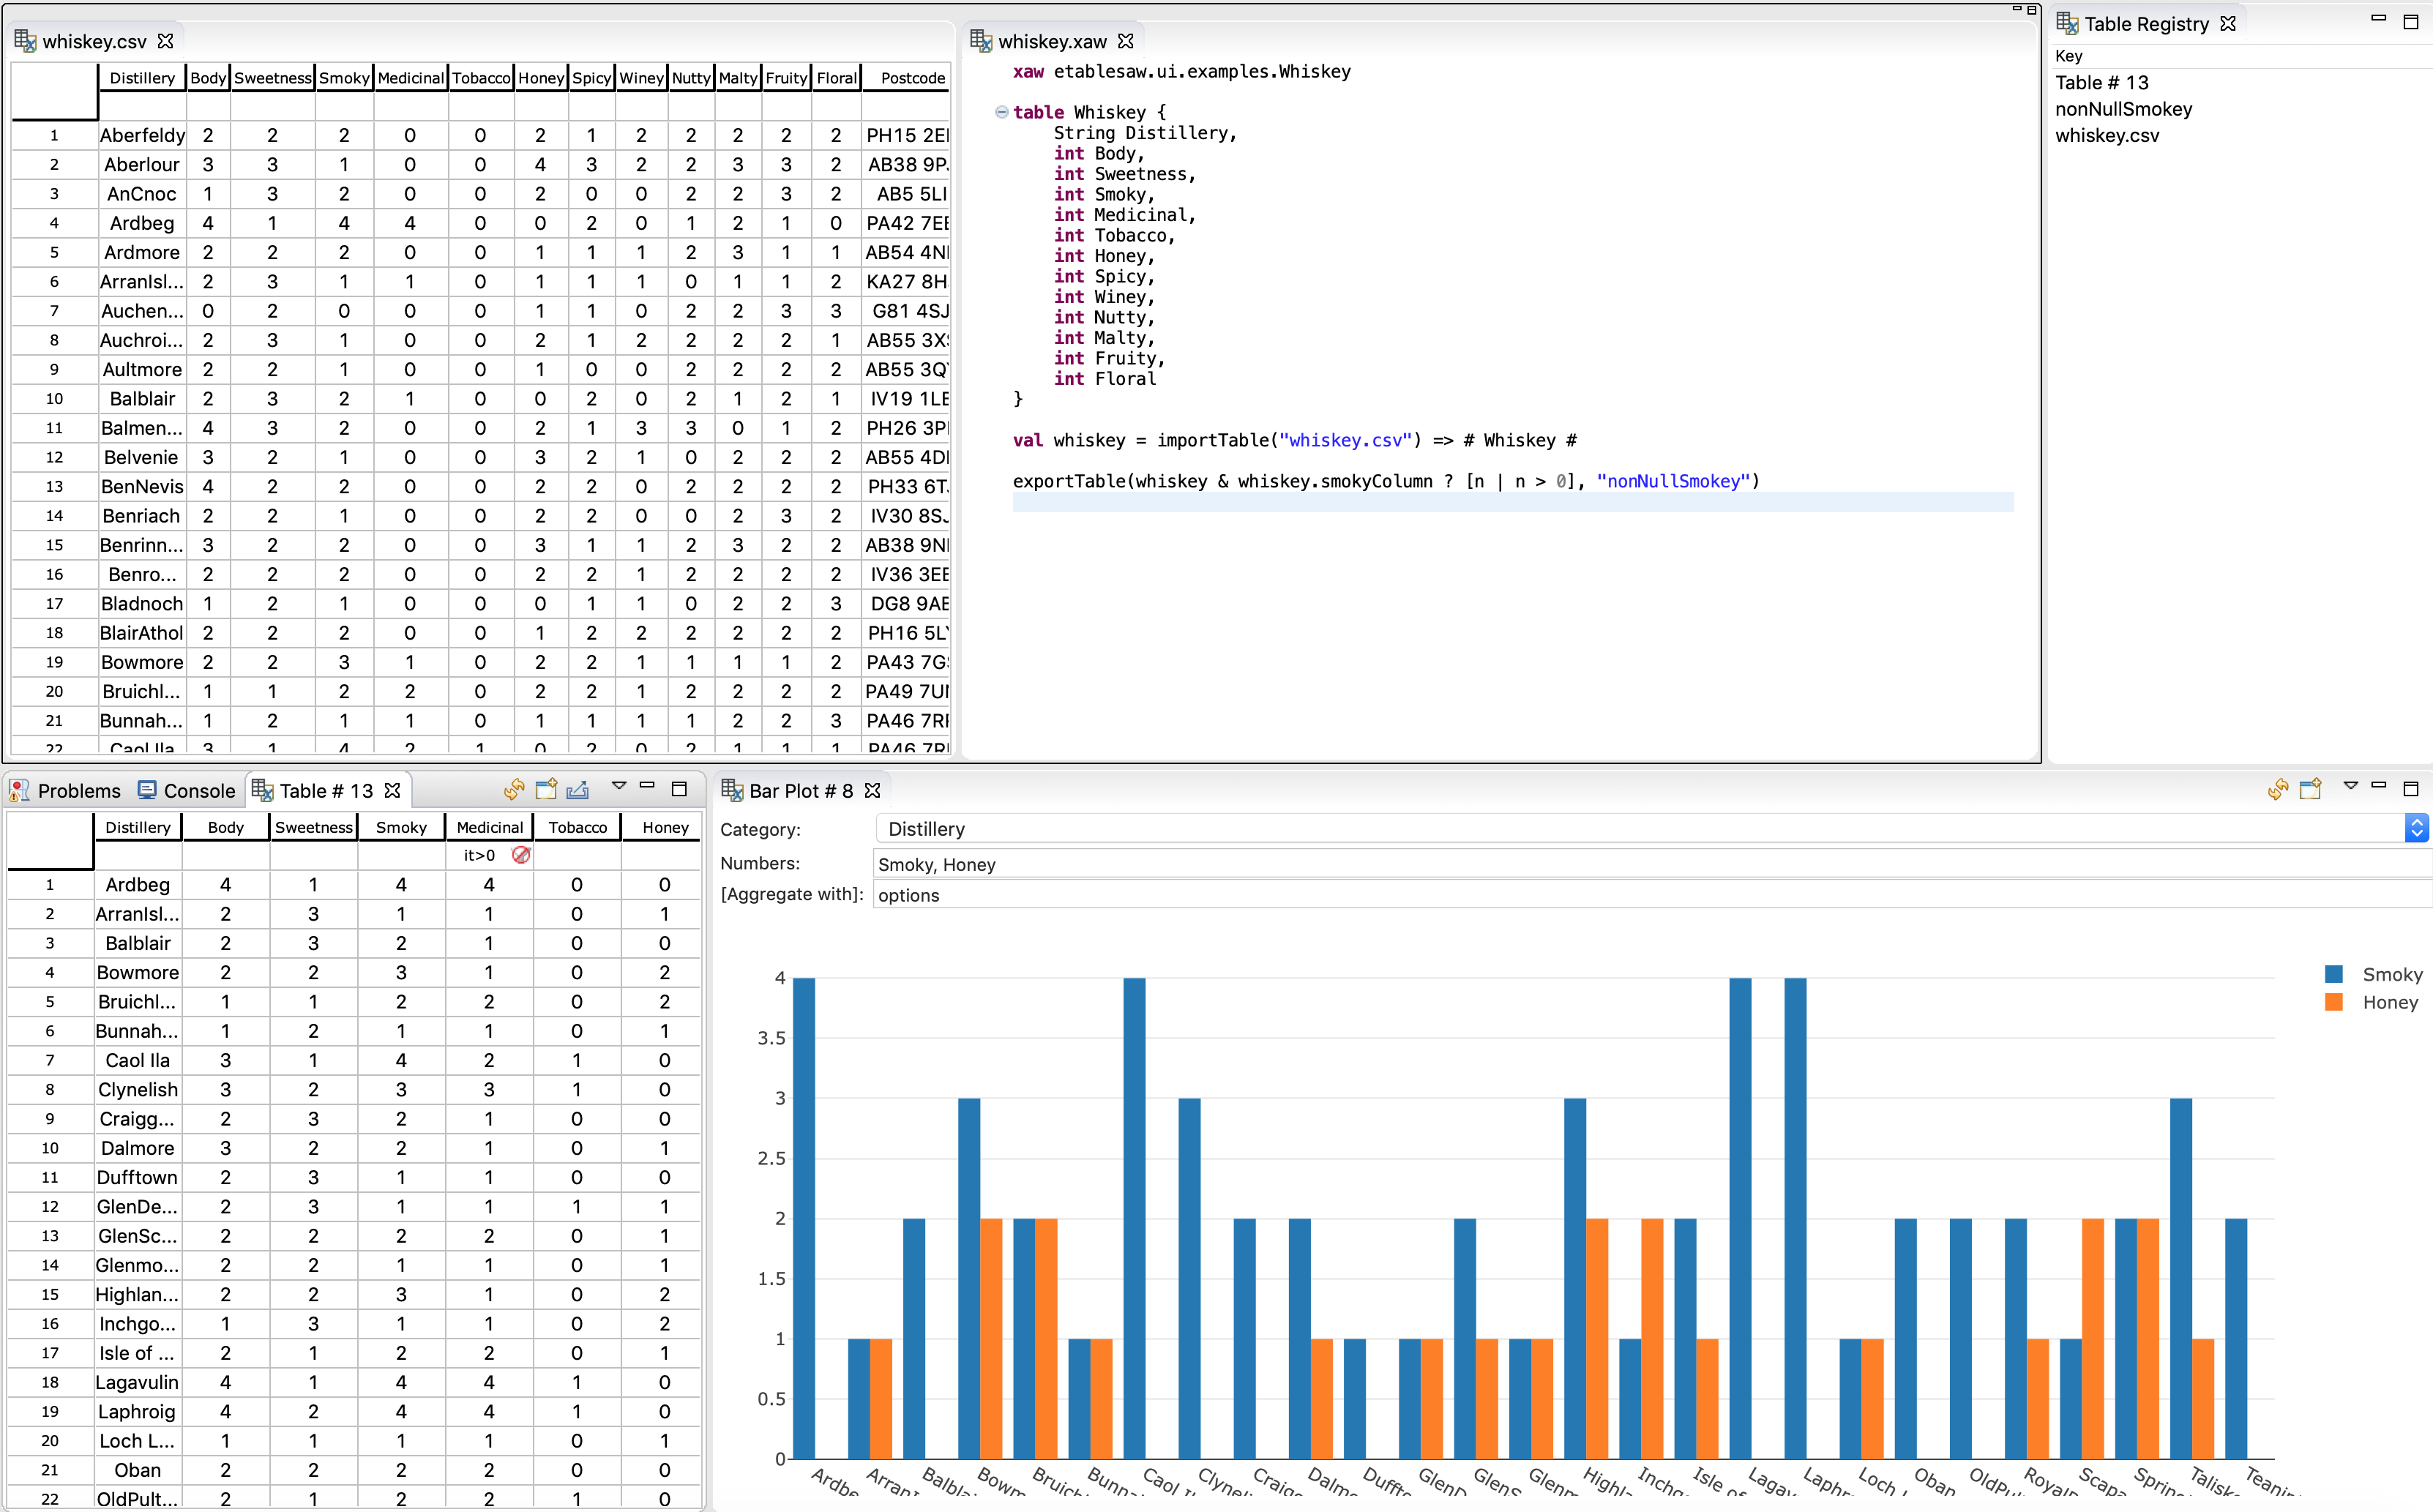 whiskey.csv
Distillery Body Sweetness Smoky Medicinal Tobacco Honey Spicy Winey Nutty Malty Fruity Floral Postcode
1 Aberfeldy 2 2 2 0 0 2 1 2 2 2 2 2 PH15 2E
2 Aberlour 3 3 1 0 0 4 3 2 2 3 3 2 AB38 9P
3 AnCnoc 1 3 2 0 0 2 0 0 2 2 3 2 AB5 5LI
4 Ardbeg 4 1 4 4 0 0 2 0 1 2 1 0 PA42 7E
5 Ardmore 2 2 2 0 0 1 1 1 2 3 1 1 AB54 4N
6 ArranIsl... 2 3 1 1 0 1 1 1 0 1 1 2 KA27 8H
7 Auchen... 0 2 0 0 0 1 1 0 2 2 3 3 G81 4SJ
8 Auchroi... 2 3 1 0 0 2 1 2 2 2 2 1 AB55 3X
9 Aultmore 2 2 1 0 0 1 0 0 2 2 2 2 AB55 3Q
10 Balblair 2 3 2 1 0 0 2 0 2 1 2 1 IV19 1LE
11 Balmen... 4 3 2 0 0 2 1 3 3 0 1 2 PH26 3P
12 Belvenie 3 2 1 0 0 3 2 1 0 2 2 2 AB55 4D
13 BenNevis 4 2 2 0 0 2 2 0 2 2 2 2 PH33 6T
14 Benriach 2 2 1 0 0 2 2 0 0 2 3 2 IV30 8S
15 Benrinn... 3 2 2 0 0 3 1 1 2 3 2 2 AB38 9N
16 Benro... 2 2 2 0 0 2 2 1 2 2 2 2 IV36 3E
17 Bladnoch 1 2 1 0 0 0 1 1 0 2 2 3 DG8 9AE
18 BlairAthol 2 2 2 0 0 1 2 2 2 2 2 2 PH16 5L
19 Bowmore 2 2 3 1 0 2 2 1 1 1 1 2 PA43 7G
20 Bruichl... 1 1 2 2 0 2 2 1 2 2 2 2 PA49 7U
21 Bunnah... 1 2 1 1 0 1 1 1 1 2 2 3 PA46 7R
22 Caol Ila 3 1 4 2 1 0 2 0 2 1 1 1 PA46 7R
whiskey.xaw
xaw etablesaw.ui.examples.Whiskey
table Whiskey {
String Distillery,
int Body,
int Sweetness,
int Smoky,
int Medicinal,
int Tobacco,
int Honey,
int Spicy,
int Winey,
int Nutty,
int Malty,
int Fruity,
int Floral
}
val whiskey = importTable("whiskey.csv") => # Whiskey #
exportTable(whiskey & whiskey.smokyColumn ? [n | n > 0], "nonNullSmokey")
Table Registry
Key
Table # 13
nonNullSmokey
whiskey.csv
Problems Console Table # 13
Distillery Body Sweetness Smoky Medicinal Tobacco Honey
it>0
1 Ardbeg 4 1 4 4 0 0
2 ArranIsl... 2 3 1 1 0 1
3 Balblair 2 3 2 1 0 0
4 Bowmore 2 2 3 1 0 2
5 Bruichl... 1 1 2 2 0 2
6 Bunnah... 1 2 1 1 0 1
7 Caol Ila 3 1 4 2 1 0
8 Clynelish 3 2 3 3 1 0
9 Craigg... 2 3 2 1 0 0
10 Dalmore 3 2 2 1 0 1
11 Dufftown 2 3 1 1 0 0
12 GlenDe... 2 3 1 1 1 1
13 GlenSc... 2 2 2 2 0 1
14 Glenmo... 2 2 1 1 0 1
15 Highlan... 2 2 3 1 0 2
16 Inchgo... 1 3 1 1 0 2
17 Isle of ... 2 1 2 2 0 1
18 Lagavulin 4 1 4 4 1 0
19 Laphroig 4 2 4 4 1 0
20 Loch L... 1 1 1 1 0 1
21 Oban 2 2 2 2 0 0
22 OldPult... 2 1 2 2 1 0
Bar Plot # 8
Category: Distillery
Numbers: Smoky, Honey
[Aggregate with]: options
4
3.5
3
2.5
2
1.5
1
0.5
0
Smoky
Honey
Ardbe Arran Balbla Bowm Bruich Bunna Caol I Clynel Craig Dalmo Duffto GlenD GlenS Glenm Highla Inchg Isle of Lagav Laphr Loch L Oban OldPu Royal Scapa Sprin Talisk Teanin